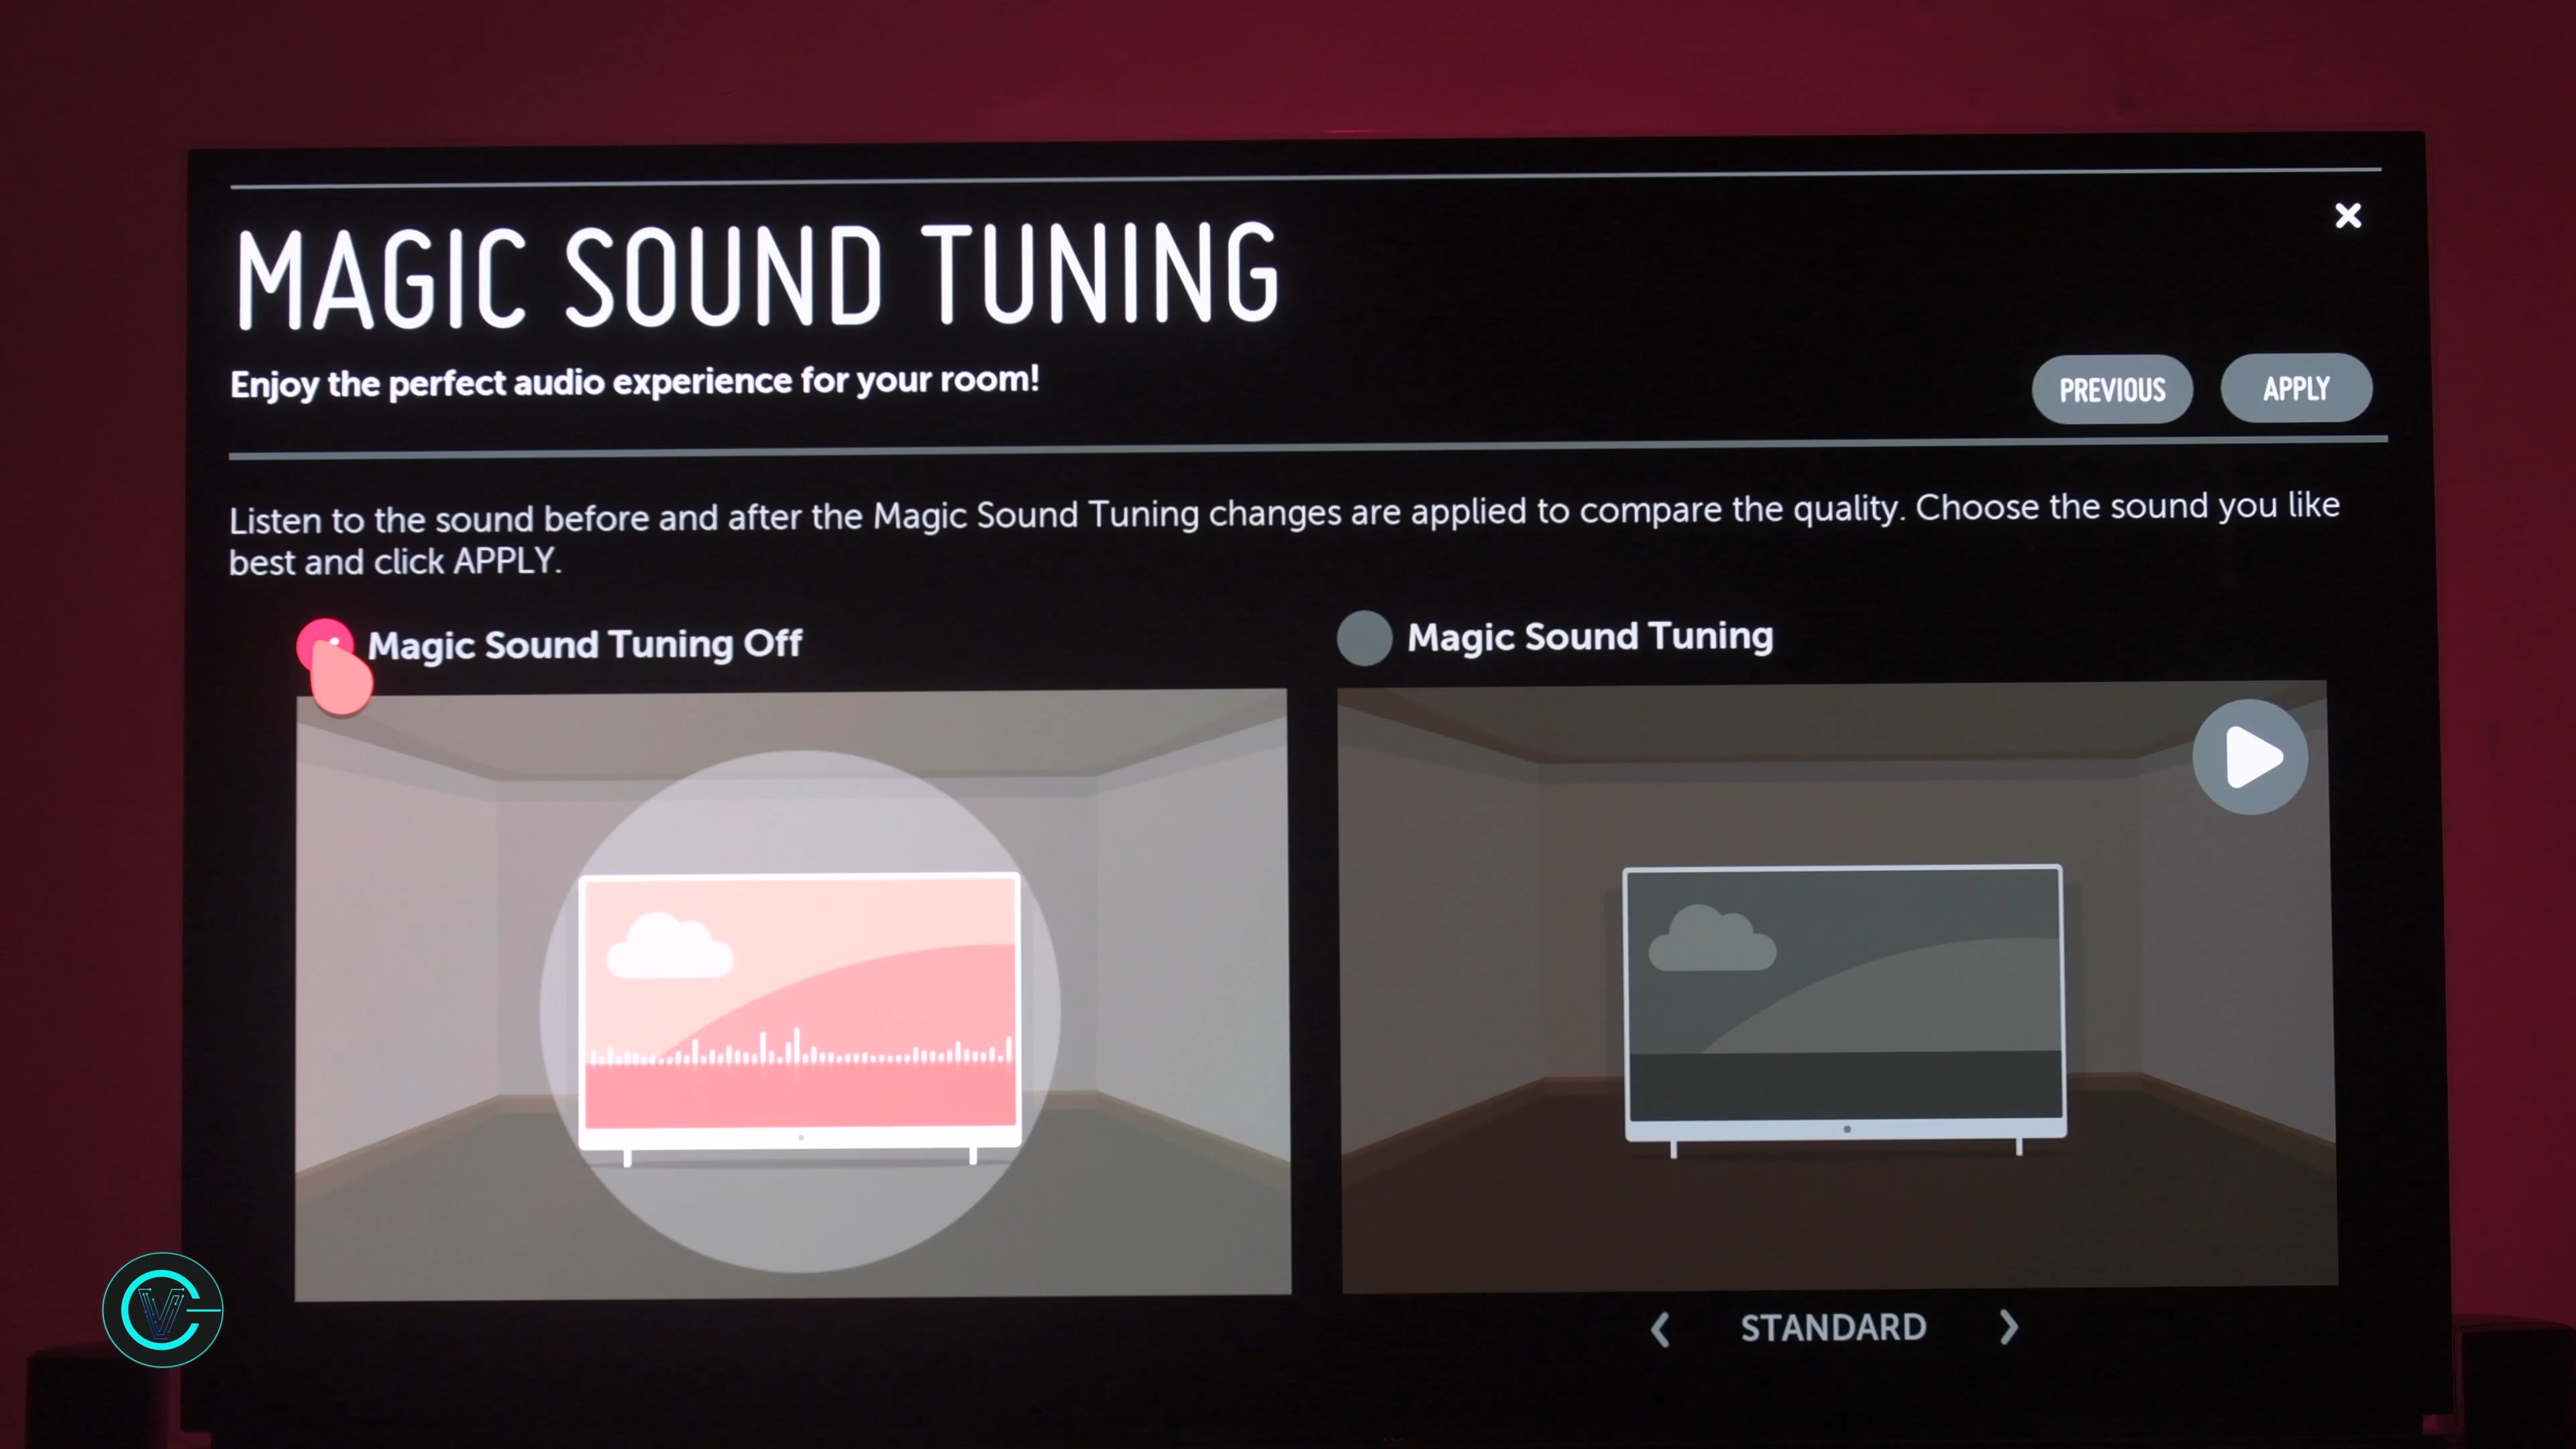 MAGIC SOUND TUNING
Enjoy the perfect audio experience for your room!
PREVIOUS
APPLY
Listen to the sound before and after the Magic Sound Tuning changes are applied to compare the quality. Choose the sound you like
best and click APPLY.
Magic Sound Tuning Off
Magic Sound Tuning
STANDARD